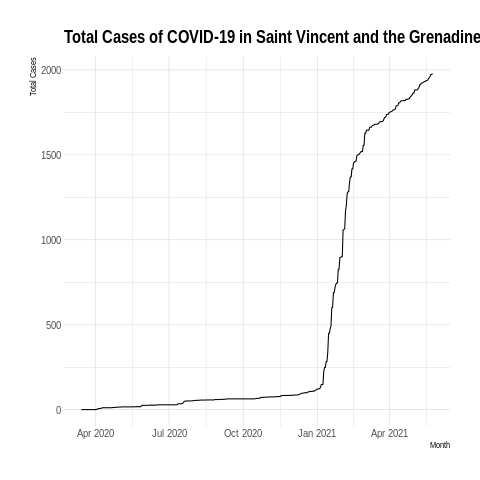 Total Cases of COVID-19 in Saint Vincent and the Grenadine
Total Cases
2000
1500
1000
500
0
Apr 2020 Jul 2020 Oct 2020 Jan 2021 Apr 2021
Month